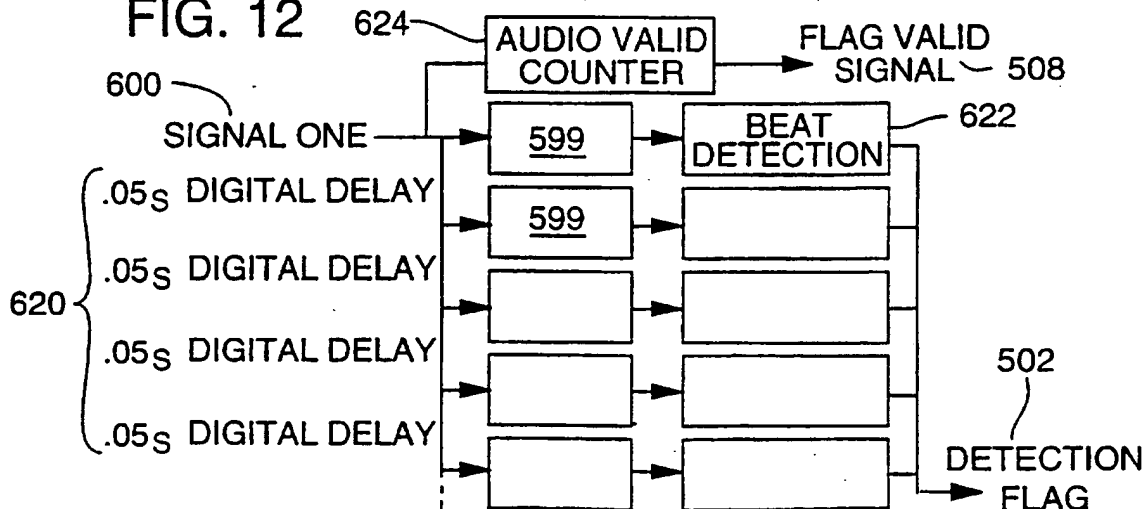 FIG. 12
624
AUDIO VALID
COUNTER
FLAG VALID
SIGNAL 508
600
SIGNAL ONE
599
BEAT
DETECTION
622
.05s DIGITAL DELAY
599
.05s DIGITAL DELAY
620
.05s DIGITAL DELAY
.05s DIGITAL DELAY
502
DETECTION
FLAG